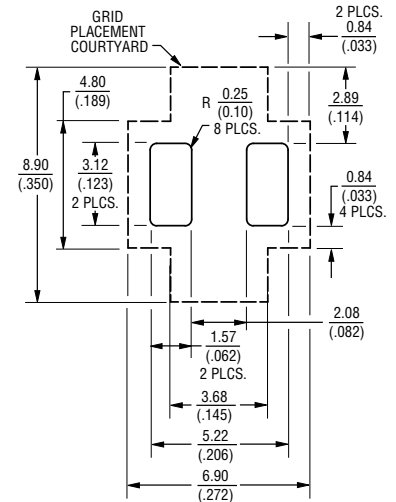 GRID
PLACEMENT
COURTYARD
2 PLCS.
0.84
(.033)
4.80
(.189)
R 0.25
(0.10)
8 PLCS.
2.89
(.114)
8.90
(.350)
3.12
(.123)
2 PLCS.
0.84
(.033)
4 PLCS.
2.08
(.082)
1.57
(.062)
2 PLCS.
3.68
(.145)
5.22
(.206)
6.90
(.272)